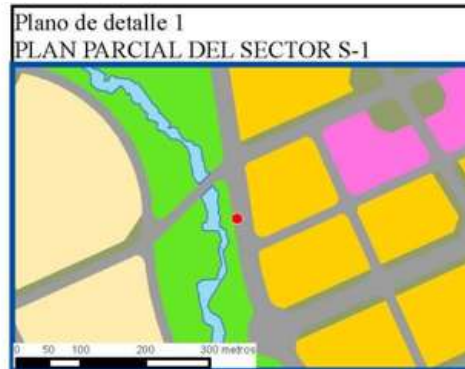 Plano de detalle 1
PLAN PARCIAL DEL SECTOR S-1
0 50 100 200 300 metros